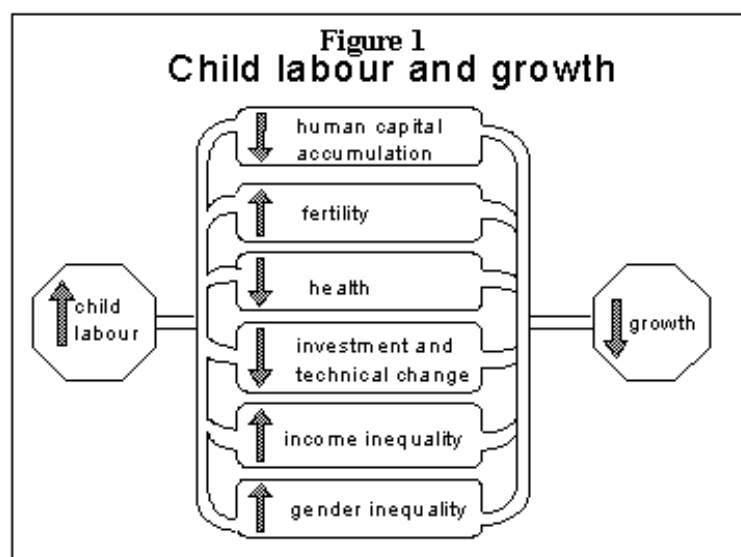 Figure 1
Child labour and growth
human capital
accumulation
fertility
health
child
labour
growth
investment and
technical change
income inequality
gender inequality